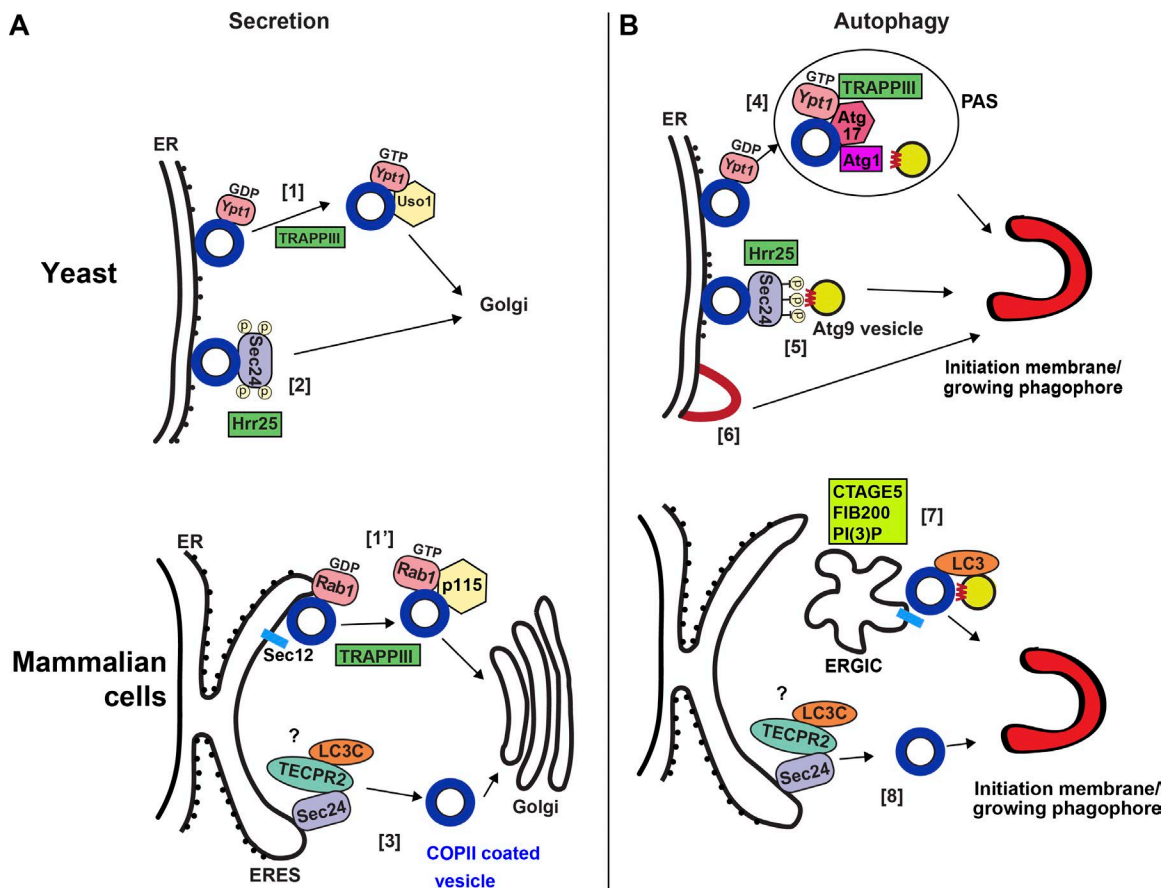 A
Secretion
ER
GDP
Ypt1
[1]
TRAPPIII
GTP
Ypt1
Uso1
Yeast
Golgi
P P
Sec24
P P
[2]
Hrr25
ER
[1']
GDP
Rab1
GTP
Rab1
p115
Sec12
TRAPPIII
Mammalian
cells
?
LC3C
TECPR2
Sec24
[3]
Golgi
COPII coated
vesicle
ERES
B
Autophagy
ER
[4]
GTP
Ypt1
TRAPPIII
Atg
17
Atg1
PAS
GDP
Ypt1
Hrr25
Sec24
P
P
P
Atg9 vesicle
[5]
[6]
Initiation membrane/
growing phagophore
CTAGE5
FIB200
PI(3)P
[7]
LC3
ERGIC
?
LC3C
TECPR2
Sec24
[8]
Initiation membrane/
growing phagophore